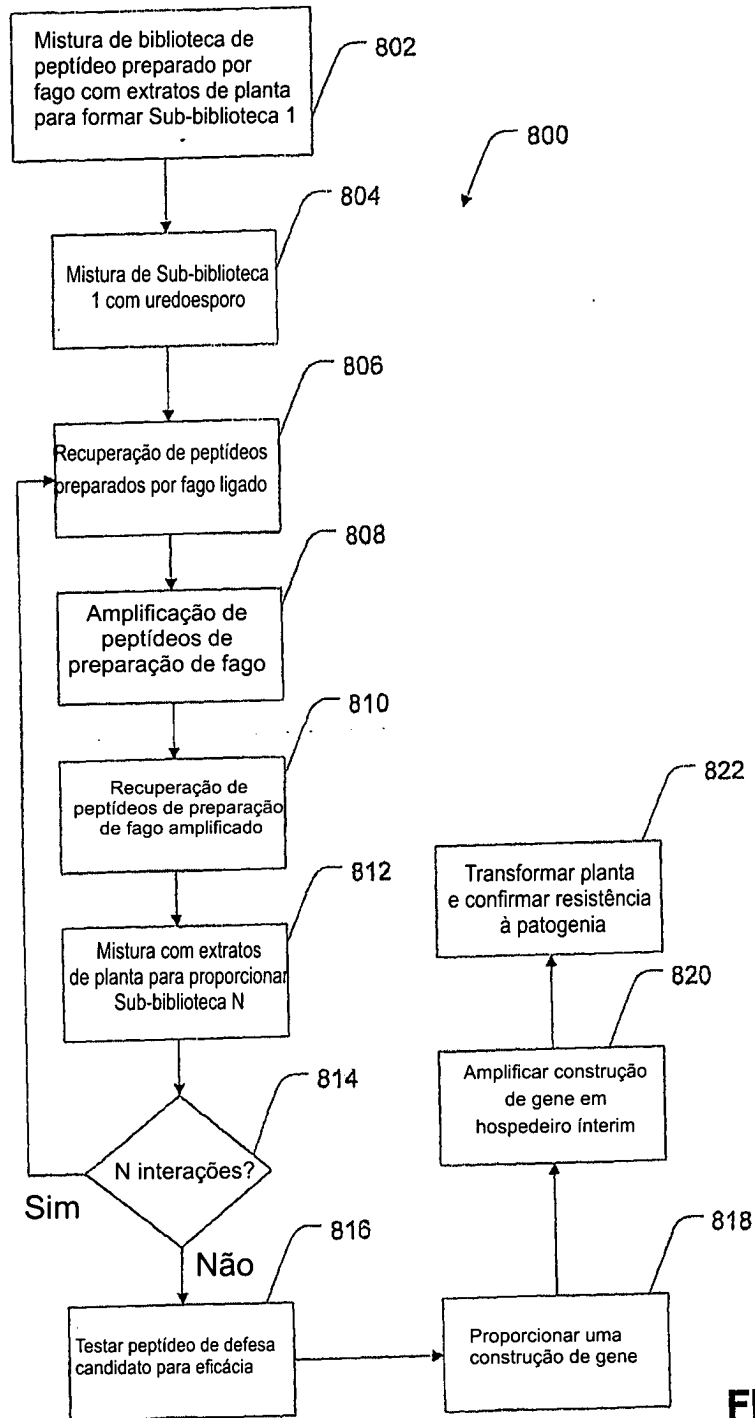 Mistura de biblioteca de
peptídeo preparado por
fago com extratos de planta
para formar Sub-biblioteca 1
802
800
804
Mistura de Sub-biblioteca
1 com uredoesporo
806
Recuperação de peptídeos
preparados por fago ligado
808
Amplificação de
peptídeos de
preparação de fago
810
Recuperação de
peptídeos de preparação
de fago amplificado
812
Mistura com extratos
de planta para proporcionar
Sub-biblioteca N
814
N interações?
Sim
Não
816
Testar peptídeo de defesa
candidato para eficácia
818
Proporcionar uma
construção de gene
820
Amplificar construção
de gene em
hospedeiro ínterim
822
Transformar planta
e confirmar resistência
à patogenia